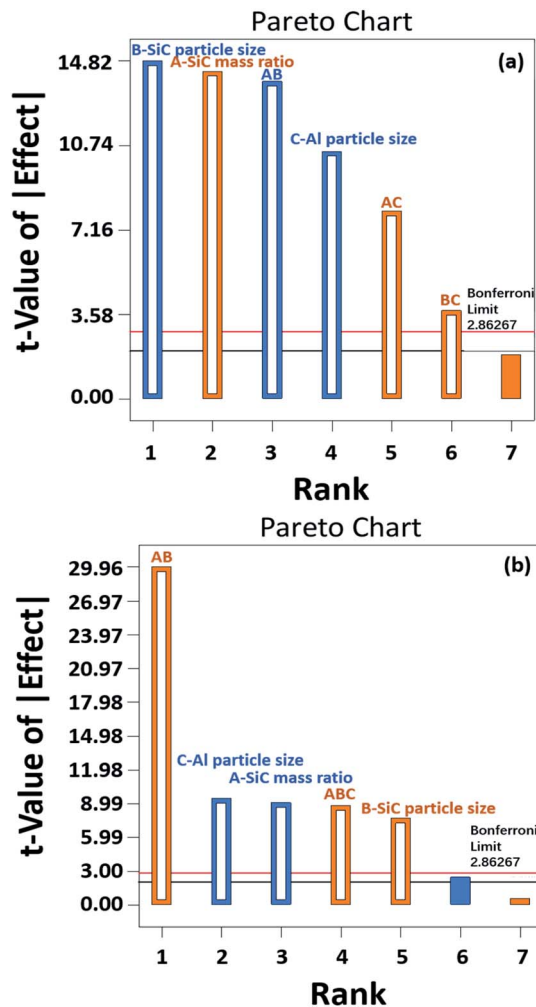 Pareto Chart
(a)
t-Value of |Effect|
14.82
10.74
7.16
3.58
0.00
B-SiC particle size
A-SiC mass ratio
AB
C-Al particle size
AC
BC
Bonferroni
Limit
2.86267
1 2 3 4 5 6 7
Rank
Pareto Chart
(b)
t-Value of |Effect|
29.96
26.97
23.97
20.97
17.98
14.98
11.98
8.99
5.99
3.00
0.00
AB
C-Al particle size
A-SiC mass ratio
ABC
B-SiC particle size
Bonferroni
Limit
2.86267
1 2 3 4 5 6 7
Rank